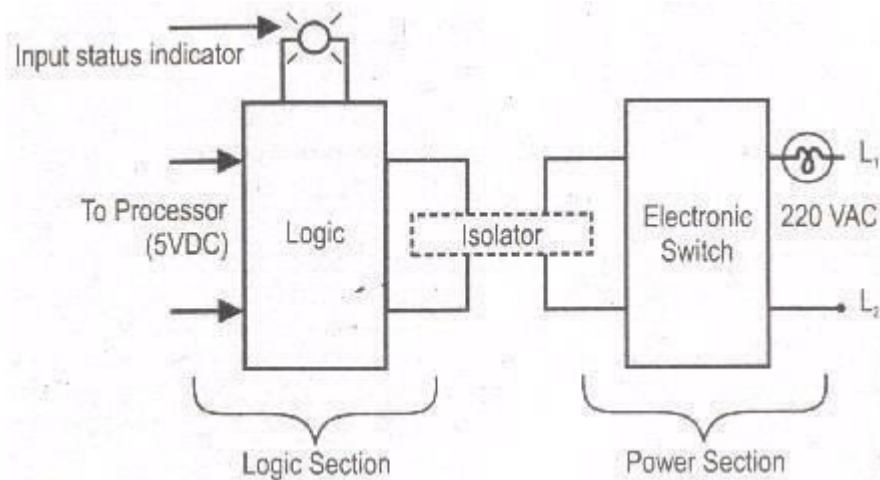 Input status indicator
To Processor
(5VDC)
Logic
Isolator
Electronic
Switch
L₁
220 VAC
L₂
Logic Section
Power Section